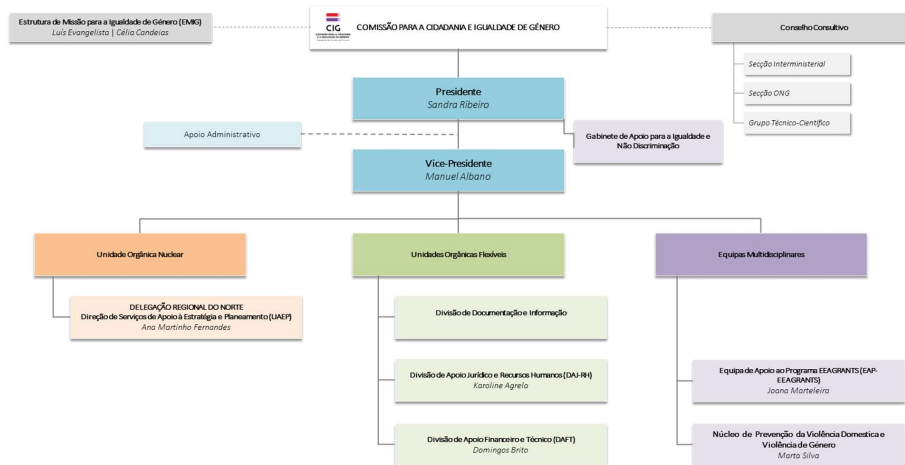 Estrutura de Missão para a Igualdade de Género (EMIG)
Luís Evangelista | Célia Candeias
CIG
COMISSÃO PARA A CIDADANIA E IGUALDADE DE GÉNERO
Conselho Consultivo
Secção Interministerial
Secção ONG
Grupo Técnico-Científico
Presidente
Sandra Ribeiro
Apoio Administrativo
Gabinete de Apoio para a Igualdade e
Não Discriminação
Vice-Presidente
Manuel Albano
Unidade Orgânica Nuclear
Unidades Orgânicas Flexíveis
Equipas Multidisciplinares
DELEGAÇÃO REGIONAL DO NORTE
Direção de Serviços de Apoio à Estratégia e Planeamento (UAEP)
Ana Martinho Fernandes
Divisão de Documentação e Informação
Divisão de Apoio Jurídico e Recursos Humanos (DAJ-RH)
Karoline Agrela
Divisão de Apoio Financeiro e Técnico (DAFT)
Domingos Brito
Equipa de Apoio ao Programa EEAGRANTS (EAP-
EEAGRANTS)
Joana Marteleira
Núcleo de Prevenção da Violência Domestica e
Violência de Género
Marta Silva